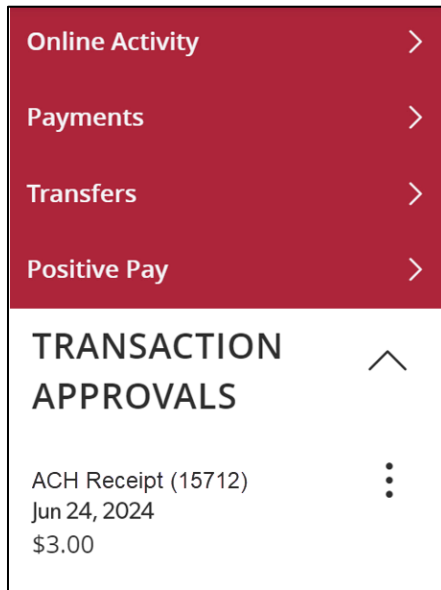 Online Activity
Payments
Transfers
Positive Pay
TRANSACTION
APPROVALS
ACH Receipt (15712)
Jun 24, 2024
$3.00